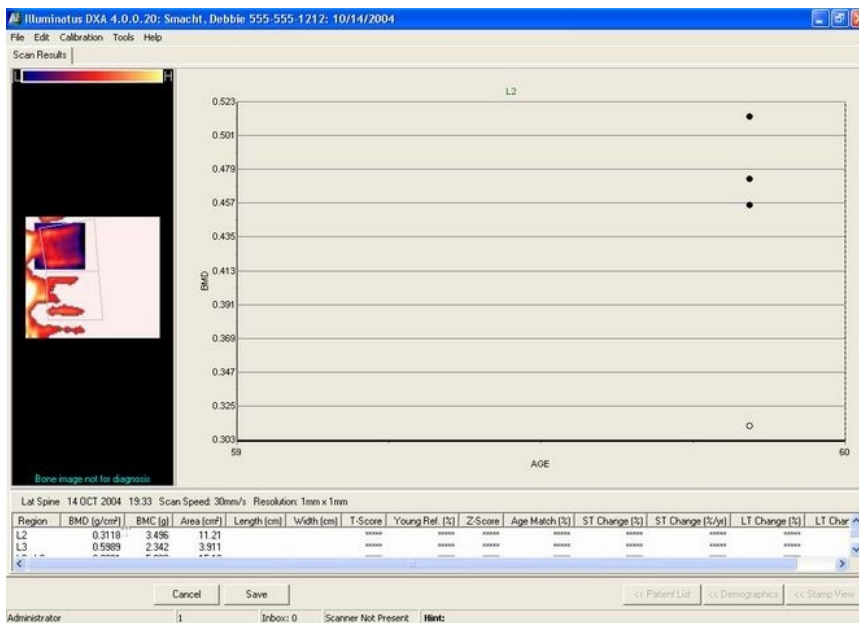 Illuminatus DXA 4.0.0.20: Smacht, Debbie 555-555-1212: 10/14/2004
File Edit Calibration Tools Help
Scan Results
L H
L2
0.523
0.501
0.479
0.457
0.435
0.413
0.391
0.369
0.347
0.325
0.303
BMD
59 60
AGE
Bone image not for diagnosis
Lat Spine 14 OCT 2004 19:33 Scan Speed: 30mm/s Resolution: 1mm x 1mm
Region BMD (g/cm²) BMC (g) Area (cm²) Length (cm) Width (cm) T-Score Young Ref. (%) Z-Score Age Match (%) ST Change (%) ST Change (%/yr) LT Change (%) LT Char
L2 0.3118 3.496 11.21 ***** ***** ***** ***** ***** ***** *****
L3 0.5989 2.342 3.911 ***** ***** ***** ***** ***** ***** *****
Cancel Save << Patient List << Demographics << Stamp View
Administrator 1 Inbox: 0 Scanner Not Present Hint: